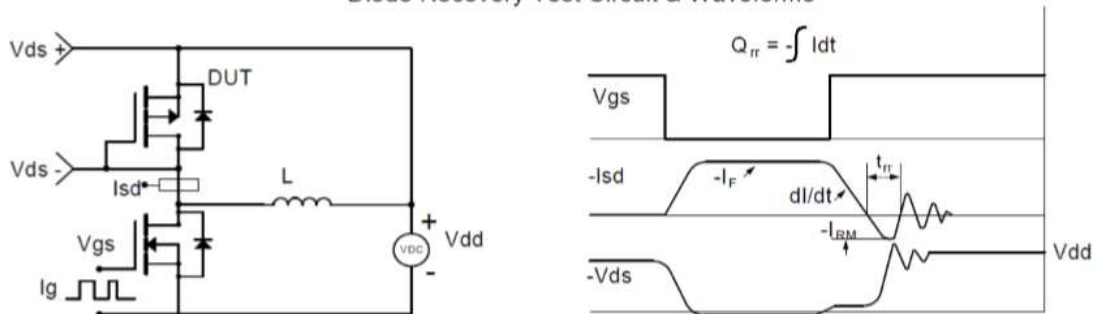 Diode Recovery Test Circuit & Waveforms
Vds +
DUT
Vds -
Isd
L
Vgs
Ig
+
VDC
-
Vdd
Qrr = -∫ Idt
Vgs
-Isd
-IF
dI/dt
trr
-IRM
Vdd
-Vds